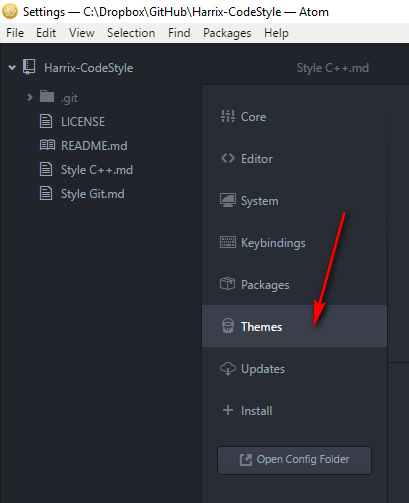 Settings — C:\Dropbox\GitHub\Harrix-CodeStyle — Atom
File Edit View Selection Find Packages Help
Harrix-CodeStyle
.git
LICENSE
README.md
Style C++.md
Style Git.md
Style C++.md
Core
Editor
System
Keybindings
Packages
Themes
Updates
Install
Open Config Folder